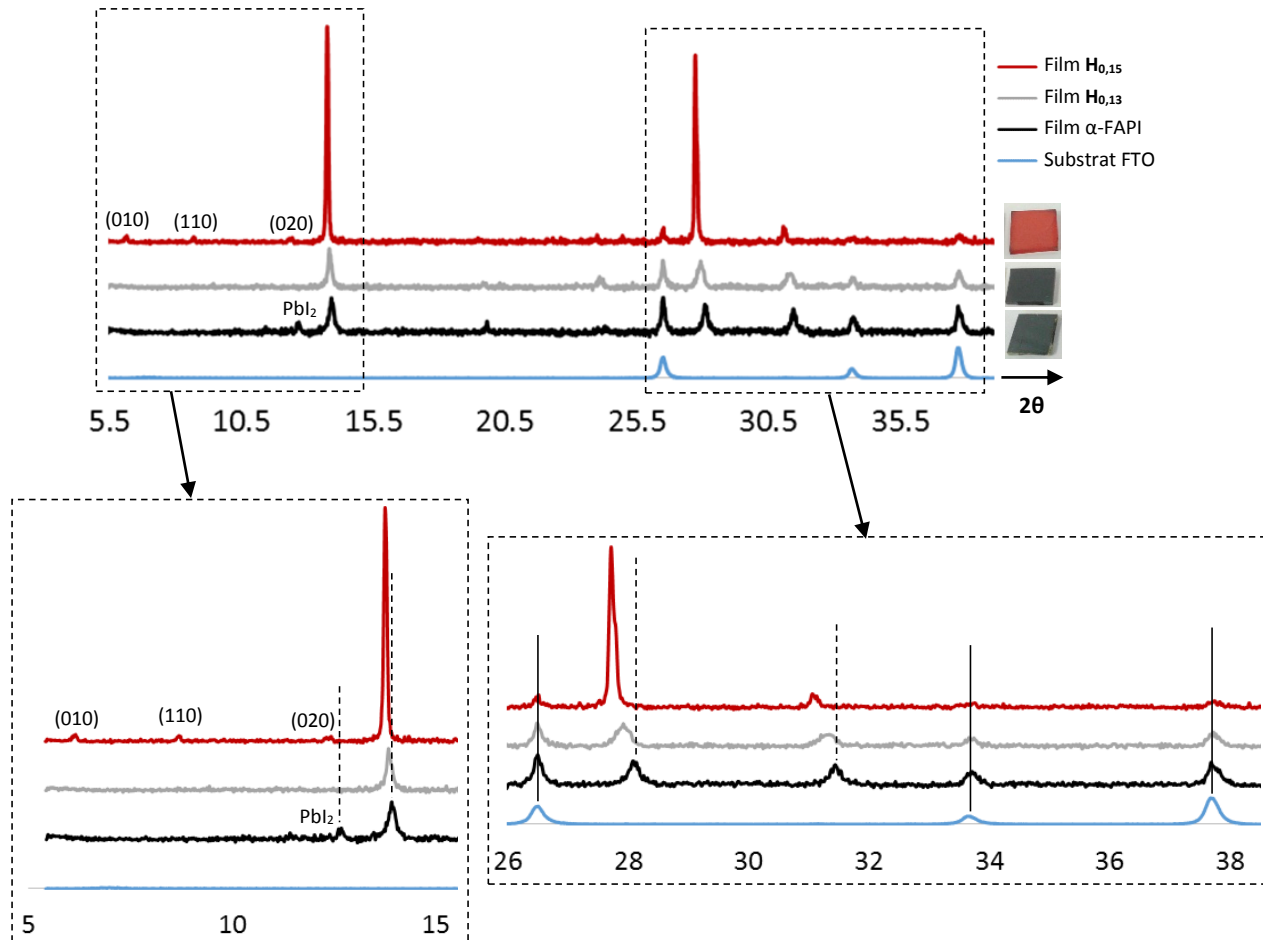 Film H0,15
Film H0,13
Film α-FAPI
Substrat FTO
(010) (110) (020)
PbI2
5.5 10.5 15.5 20.5 25.5 30.5 35.5
2θ
(010) (110) (020)
PbI2
5 10 15
26 28 30 32 34 36 38